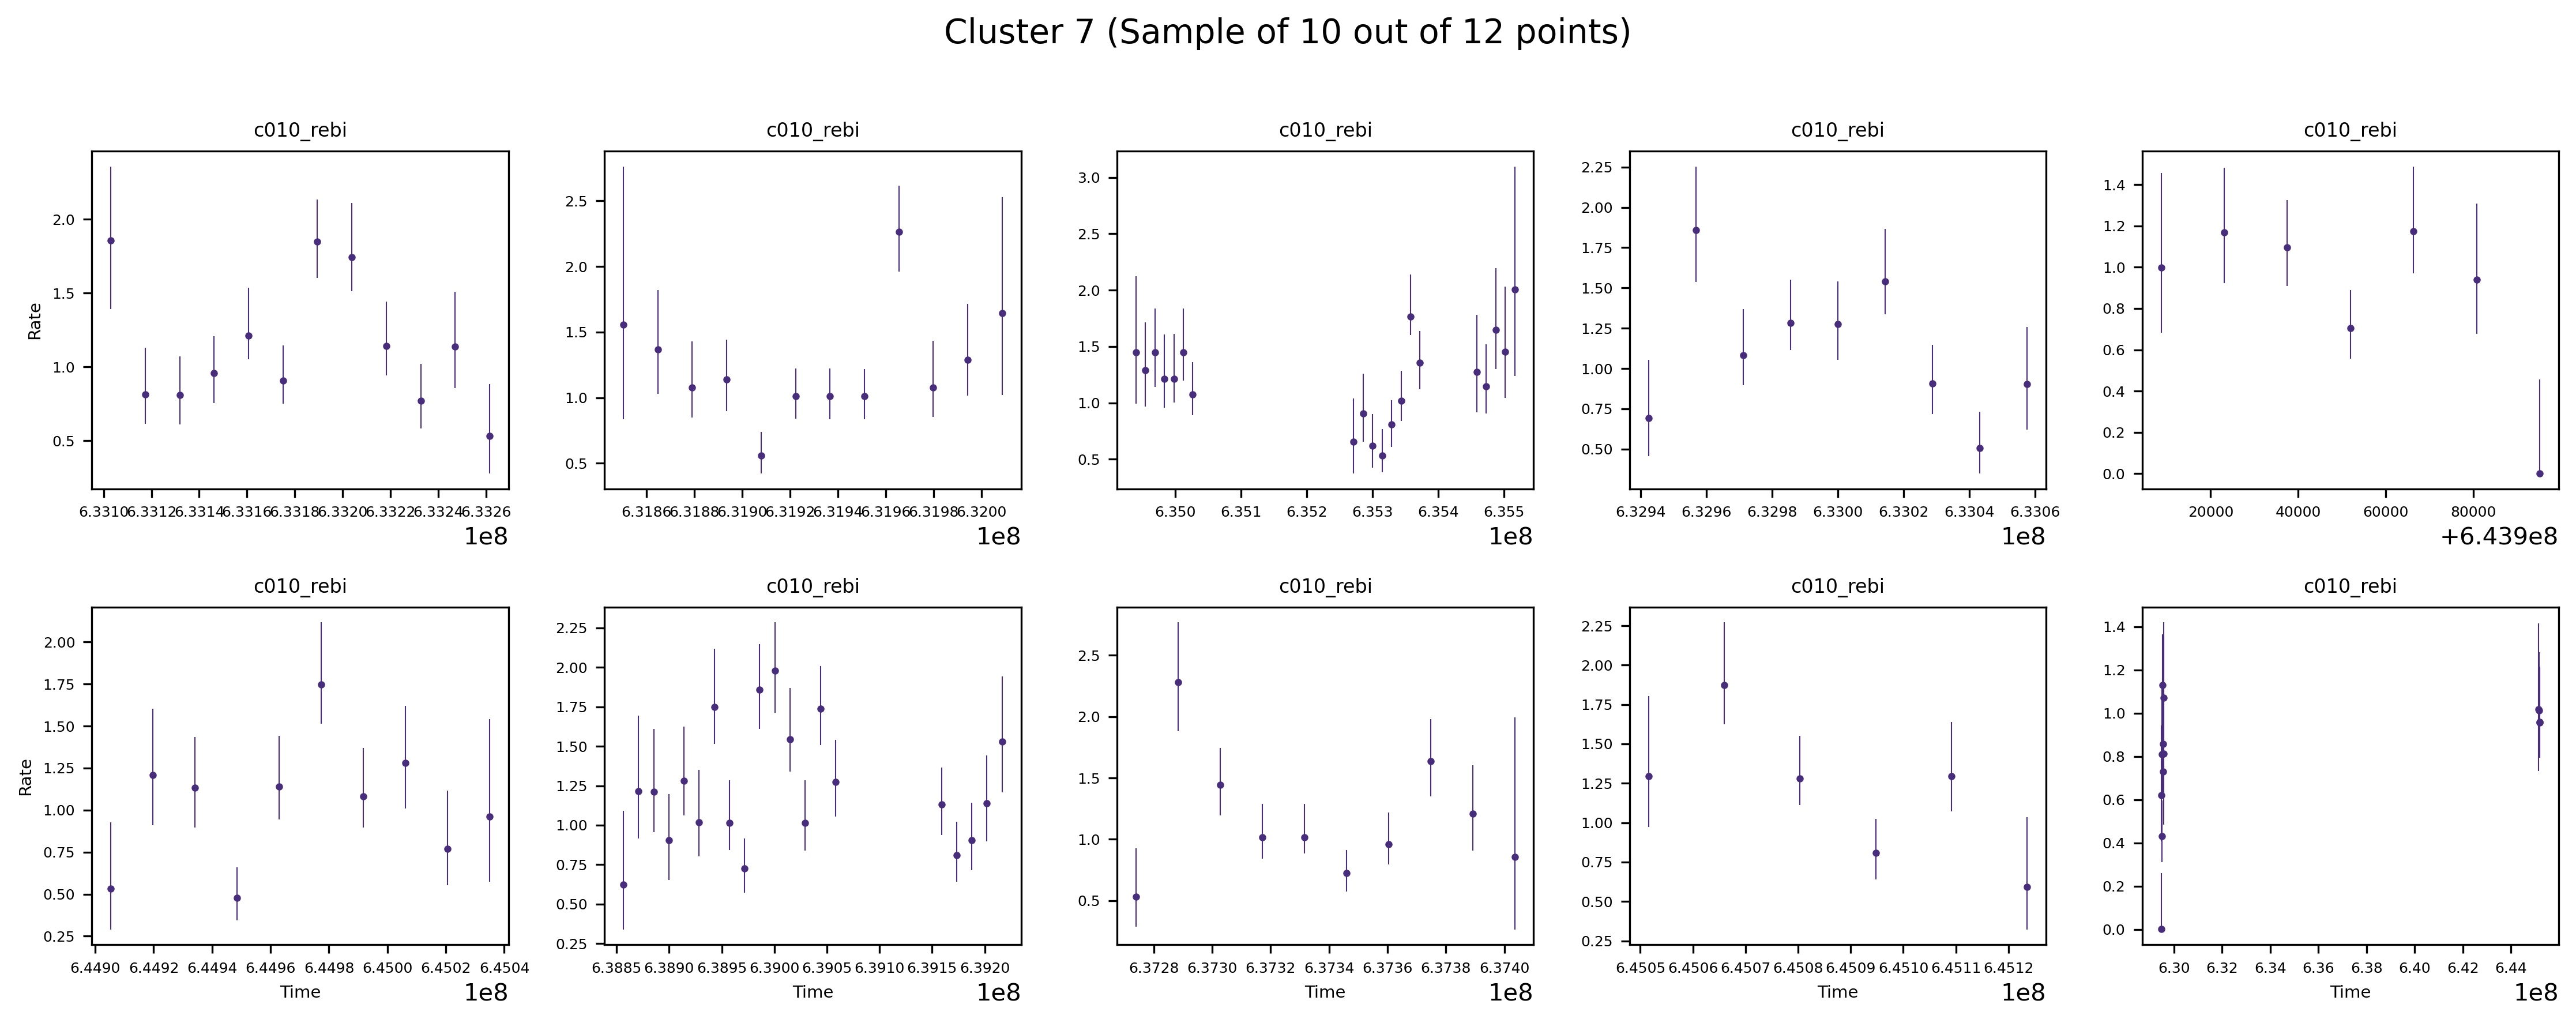 Cluster 7 (Sample of 10 out of 12 points)
c010_rebi c010_rebi c010_rebi c010_rebi c010_rebi
Rate
2.0
1.5
1.0
0.5
6.3310 6.3312 6.3314 6.3316 6.3318 6.3320 6.3322 6.3324 6.3326
1e8
2.5
2.0
1.5
1.0
0.5
6.3186 6.3188 6.3190 6.3192 6.3194 6.3196 6.3198 6.3200
1e8
3.0
2.5
2.0
1.5
1.0
0.5
6.350 6.351 6.352 6.353 6.354 6.355
1e8
2.25
2.00
1.75
1.50
1.25
1.00
0.75
0.50
6.3294 6.3296 6.3298 6.3300 6.3302 6.3304 6.3306
1e8
1.4
1.2
1.0
0.8
0.6
0.4
0.2
0.0
20000 40000 60000 80000
+6.439e8
c010_rebi c010_rebi c010_rebi c010_rebi c010_rebi
Rate
2.00
1.75
1.50
1.25
1.00
0.75
0.50
0.25
6.4490 6.4492 6.4494 6.4496 6.4498 6.4500 6.4502 6.4504
Time
1e8
2.25
2.00
1.75
1.50
1.25
1.00
0.75
0.50
0.25
6.3885 6.3890 6.3895 6.3900 6.3905 6.3910 6.3915 6.3920
Time
1e8
2.5
2.0
1.5
1.0
0.5
6.3728 6.3730 6.3732 6.3734 6.3736 6.3738 6.3740
Time
1e8
2.25
2.00
1.75
1.50
1.25
1.00
0.75
0.50
0.25
6.4505 6.4506 6.4507 6.4508 6.4509 6.4510 6.4511 6.4512
Time
1e8
1.4
1.2
1.0
0.8
0.6
0.4
0.2
0.0
6.30 6.32 6.34 6.36 6.38 6.40 6.42 6.44
Time
1e8